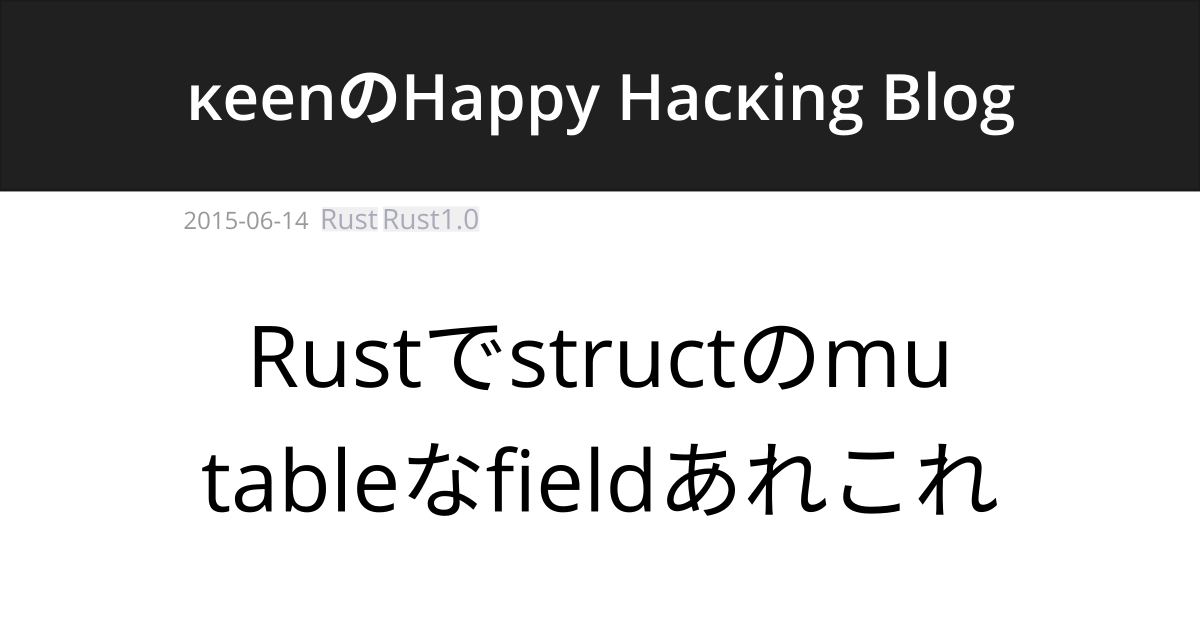 κeenのHappy Hacκing Blog
2015-06-14 Rust Rust1.0
Rustでstructのmu
tableなfieldあれこれ